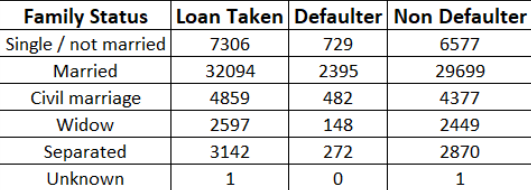 Family Status Loan Taken Defaulter Non Defaulter
Single / not married 7306 729 6577
Married 32094 2395 29699
Civil marriage 4859 482 4377
Widow 2597 148 2449
Separated 3142 272 2870
Unknown 1 0 1